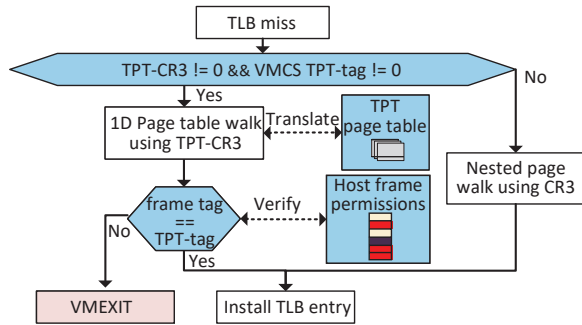 TLB miss
TPT-CR3 != 0 && VMCS TPT-tag != 0
No
Yes
1D Page table walk
using TPT-CR3
Translate
TPT
page table
Nested page
walk using CR3
frame tag
==
TPT-tag
Verify
Host frame
permissions
No
Yes
VMEXIT
Install TLB entry